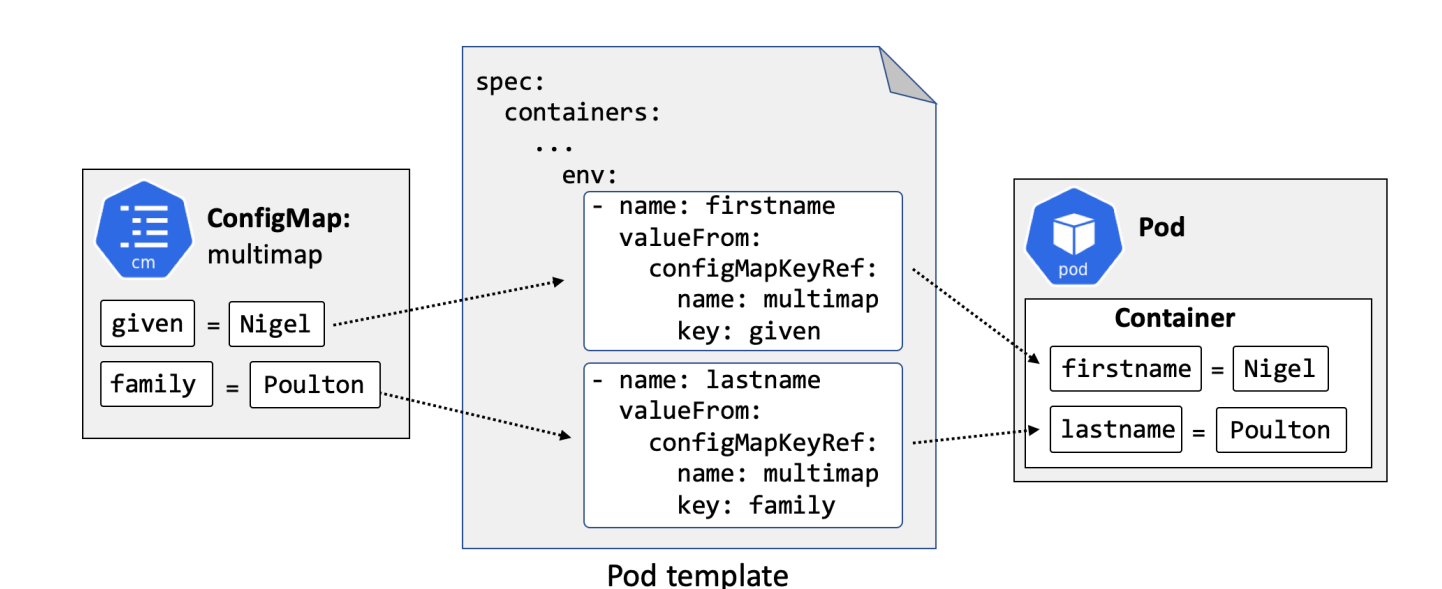 ConfigMap:
multimap
cm
given = Nigel
family = Poulton
spec:
containers:
...
env:
- name: firstname
valueFrom:
configMapKeyRef:
name: multimap
key: given
- name: lastname
valueFrom:
configMapKeyRef:
name: multimap
key: family
Pod template
Pod
pod
Container
firstname = Nigel
lastname = Poulton